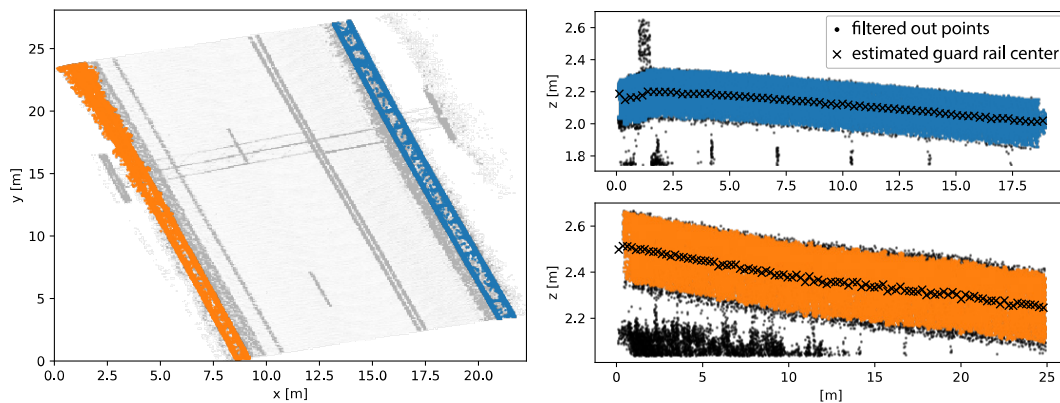 25
20
15
10
5
0
y [m]
0.0 2.5 5.0 7.5 10.0 12.5 15.0 17.5 20.0
x [m]
2.6
2.4
2.2
2.0
1.8
z [m]
• filtered out points
× estimated guard rail center
0.0 2.5 5.0 7.5 10.0 12.5 15.0 17.5
2.6
2.4
2.2
z [m]
0 5 10 15 20 25
[m]